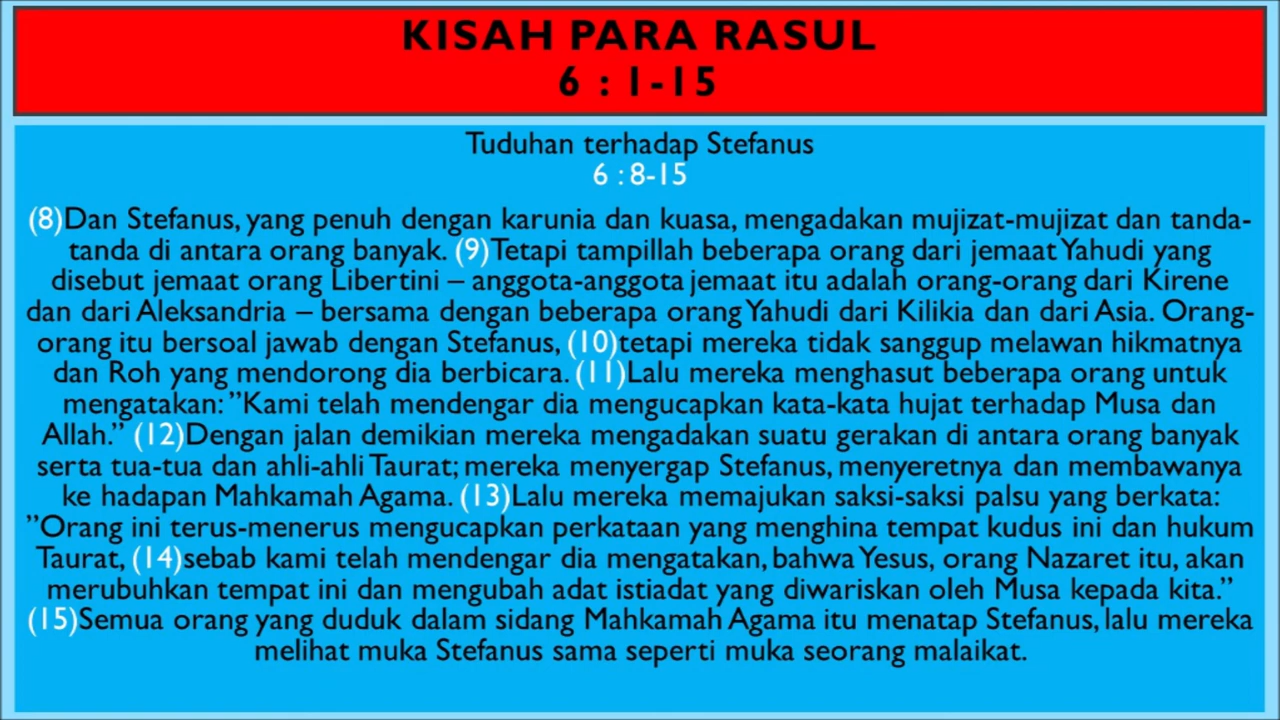 KISAH PARA RASUL
6 : 1-15
Tuduhan terhadap Stefanus
6 : 8-15
(8)Dan Stefanus, yang penuh dengan karunia dan kuasa, mengadakan mujizat-mujizat dan tanda-
tanda di antara orang banyak. (9)Tetapi tampillah beberapa orang dari jemaat Yahudi yang
disebut jemaat orang Libertini – anggota-anggota jemaat itu adalah orang-orang dari Kirene
dan dari Aleksandria – bersama dengan beberapa orang Yahudi dari Kilikia dan dari Asia. Orang-
orang itu bersoal jawab dengan Stefanus, (10)tetapi mereka tidak sanggup melawan hikmatnya
dan Roh yang mendorong dia berbicara. (11)Lalu mereka menghasut beberapa orang untuk
mengatakan: ”Kami telah mendengar dia mengucapkan kata-kata hujat terhadap Musa dan
Allah.” (12)Dengan jalan demikian mereka mengadakan suatu gerakan di antara orang banyak
serta tua-tua dan ahli-ahli Taurat; mereka menyergap Stefanus, menyeretnya dan membawanya
ke hadapan Mahkamah Agama. (13)Lalu mereka memajukan saksi-saksi palsu yang berkata:
”Orang ini terus-menerus mengucapkan perkataan yang menghina tempat kudus ini dan hukum
Taurat, (14)sebab kami telah mendengar dia mengatakan, bahwa Yesus, orang Nazaret itu, akan
merubuhkan tempat ini dan mengubah adat istiadat yang diwariskan oleh Musa kepada kita.”
(15)Semua orang yang duduk dalam sidang Mahkamah Agama itu menatap Stefanus, lalu mereka
melihat muka Stefanus sama seperti muka seorang malaikat.